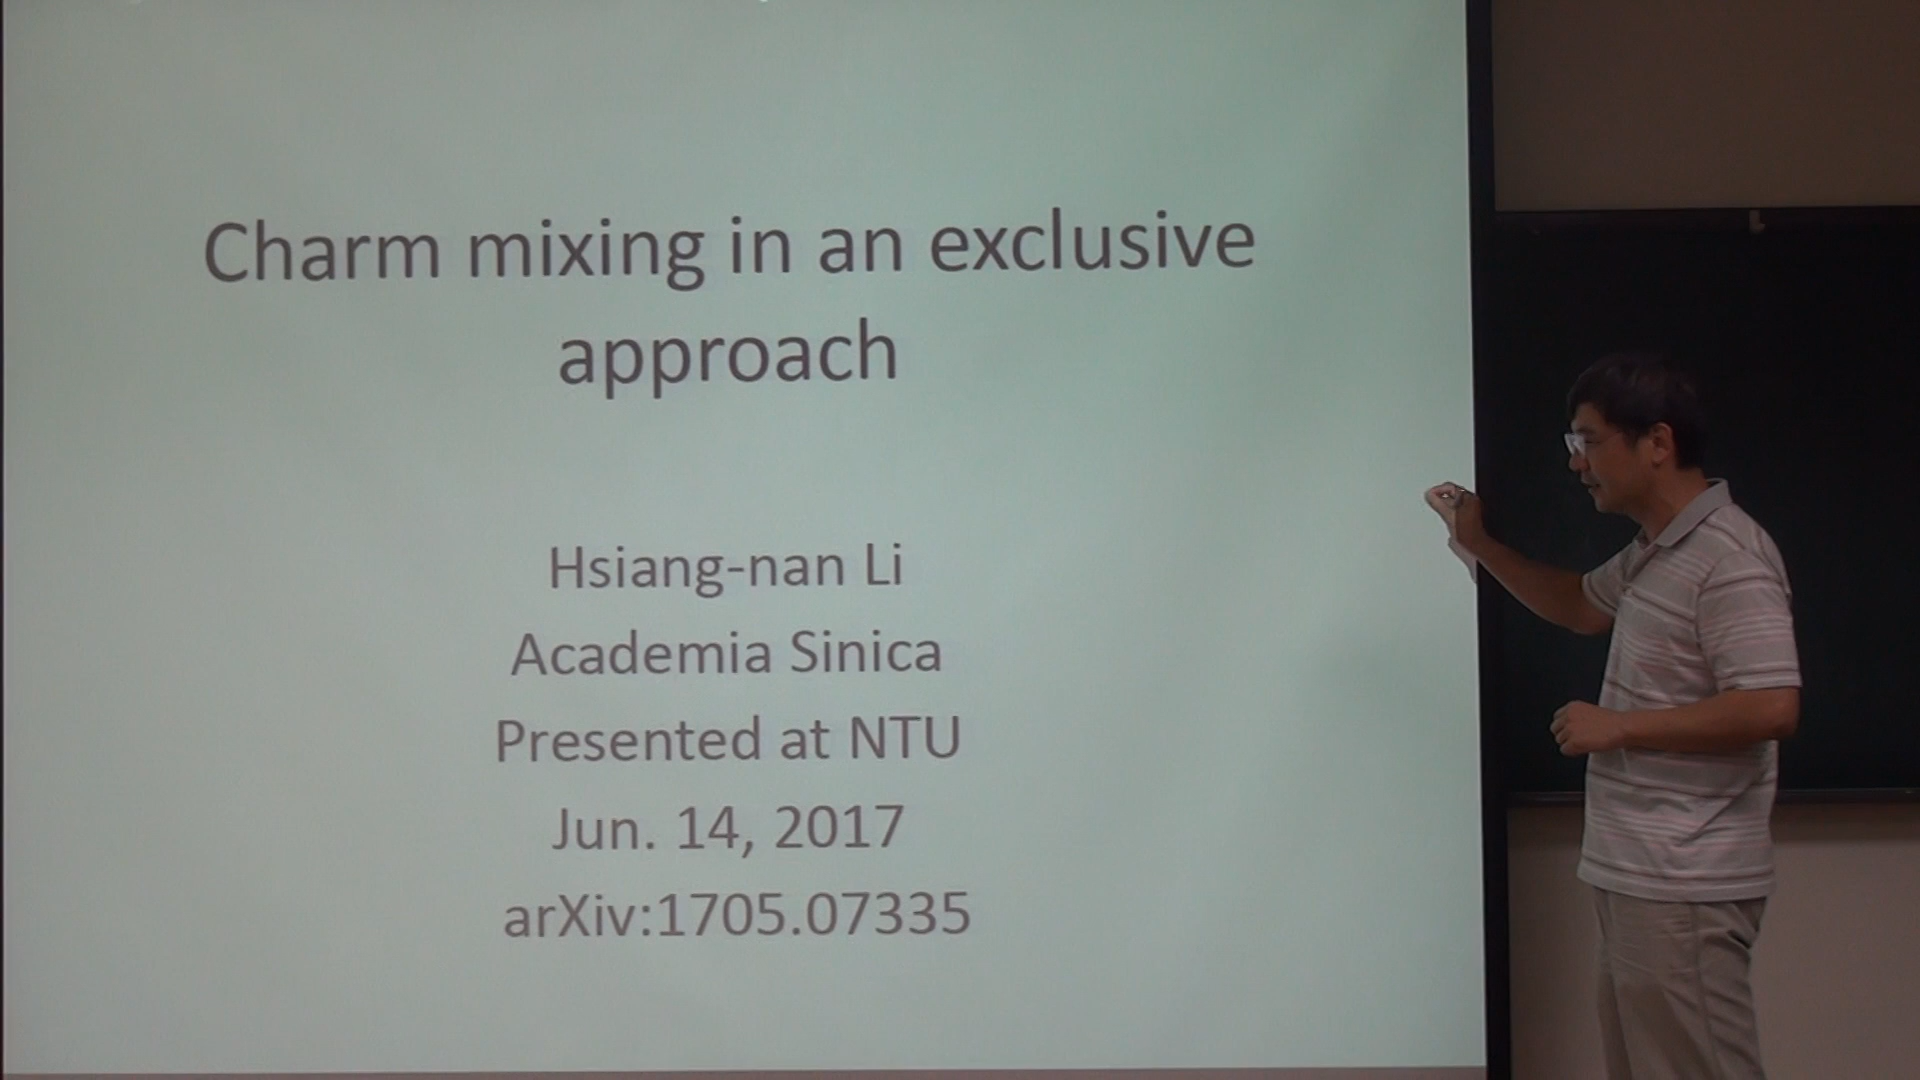 Charm mixing in an exclusive
approach
Hsiang-nan Li
Academia Sinica
Presented at NTU
Jun. 14, 2017
arXiv:1705.07335